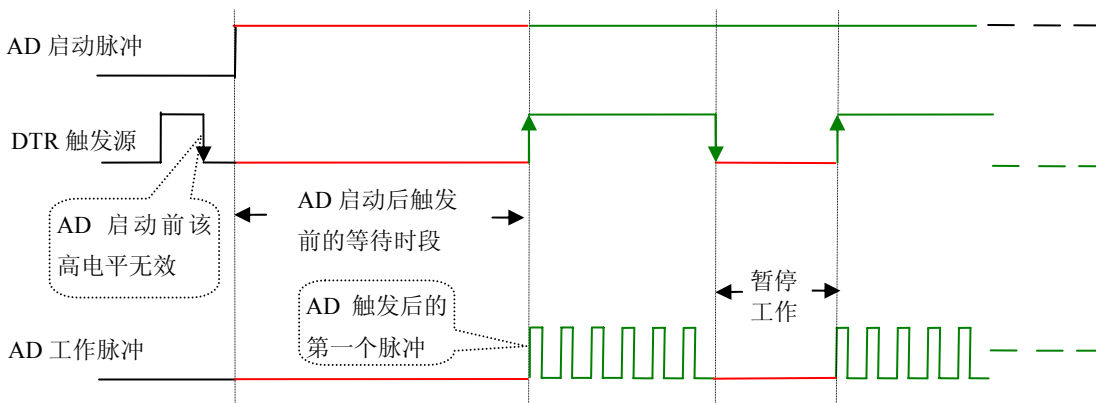 AD 启动脉冲
DTR 触发源
AD 启动前该
高电平无效
AD 启动后触发
前的等待时段
AD 触发后的
第一个脉冲
暂停
工作
AD 工作脉冲